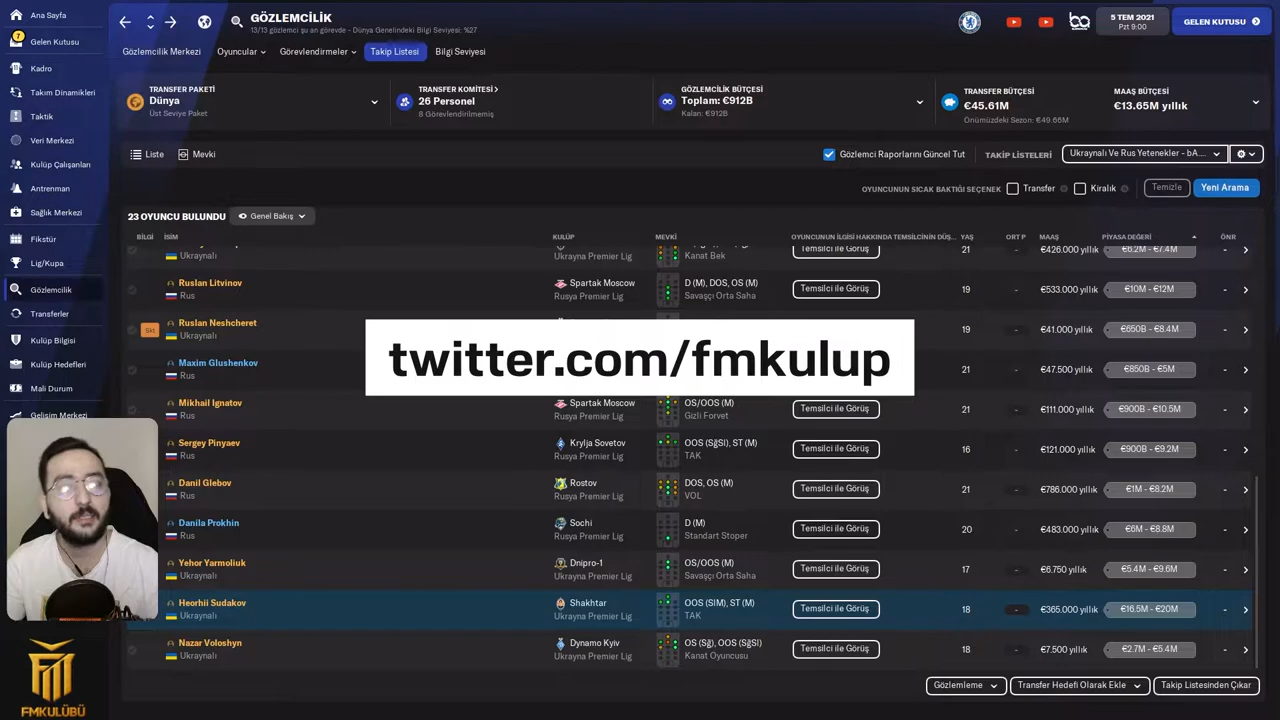 Ana Sayfa
7
Gelen Kutusu
Kadro
Takım Dinamikleri
Taktik
Veri Merkezi
Kulüp Çalışanları
Antrenman
Sağlık Merkezi
Fikstür
Lig/Kupa
Gözlemcilik
Transferler
Kulüp Bilgisi
Kulüp Hedefleri
Mali Durum
Gelişim Merkezi
FMKULÜBÜ
GÖZLEMCİLİK
13/13 gözlemci şu an görevde - Dünya Genelindeki Bilgi Seviyesi: %27
5 TEM 2021
Pzt 9:00
GELEN KUTUSU
Gözlemcilik Merkezi Oyuncular Görevlendirmeler Takip Listesi Bilgi Seviyesi
TRANSFER PAKETİ
Dünya
Üst Seviye Paket
TRANSFER KOMİTESİ
26 Personel
8 Görevlendirilmemiş
GÖZLEMCİLİK BÜTÇESİ
Toplam: €912B
Kalan: €912B
TRANSFER BÜTÇESİ
€45.61M
Önümüzdeki Sezon: €49.66M
MAAŞ BÜTÇESİ
€13.65M yıllık
Liste Mevki
Gözlemci Raporlarını Güncel Tut TAKİP LİSTELERİ Ukraynalı Ve Rus Yetenekler - bA...
OYUNCUNUN SICAK BAKTIĞI SEÇENEK Transfer Kiralık Temizle Yeni Arama
23 OYUNCU BULUNDU Genel Bakış
BİLGİ İSİM KULÜP MEVKİ OYUNCUNUN İLGİSİ HAKKINDA TEMSİLCİNİN DÜŞ... YAŞ ORT P MAAŞ PİYASA DEĞERİ ÖNR
Ukraynalı Ukrayna Premier Lig Kanat Bek Temsilci ile Görüş 21 €426.000 yıllık €6.2M - €7.4M -
Ruslan Litvinov Spartak Moscow D (M), DOS, OS (M) Temsilci ile Görüş 19 - €533.000 yıllık €10M - €12M -
Rus Rusya Premier Lig Savaşçı Orta Saha
Skt Ruslan Neshcheret 19 - €41.000 yıllık €650B - €8.4M -
Ukraynalı
Maxim Glushenkov 21 - €47.500 yıllık €850B - €5M -
Rus
twitter.com/fmkulup
Mikhail Ignatov Spartak Moscow OS/OOS (M) Temsilci ile Görüş 21 - €111.000 yıllık €900B - €10.5M -
Rus Rusya Premier Lig Gizli Forvet
Sergey Pinyaev Krylja Sovetov OOS (SğSl), ST (M) Temsilci ile Görüş 16 - €121.000 yıllık €900B - €9.2M -
Rus Rusya Premier Lig TAK
Danil Glebov Rostov DOS, OS (M) Temsilci ile Görüş 21 - €786.000 yıllık €1M - €8.2M -
Rus Rusya Premier Lig VOL
Danila Prokhin Sochi D (M) Temsilci ile Görüş 20 - €483.000 yıllık €6M - €8.8M -
Rus Rusya Premier Lig Standart Stoper
Yehor Yarmoliuk Dnipro-1 OS/OOS (M) Temsilci ile Görüş 17 - €6.750 yıllık €5.4M - €9.6M -
Ukraynalı Ukrayna Premier Lig Savaşçı Orta Saha
Heorhii Sudakov Shakhtar OOS (SlM), ST (M) Temsilci ile Görüş 18 - €365.000 yıllık €16.5M - €20M -
Ukraynalı Ukrayna Premier Lig TAK
Nazar Voloshyn Dynamo Kyiv OS (Sğ), OOS (SğSl) Temsilci ile Görüş 18 - €7.500 yıllık €2.7M - €5.4M -
Ukraynalı Ukrayna Premier Lig Kanat Oyuncusu
Gözlemleme Transfer Hedefi Olarak Ekle Takip Listesinden Çıkar